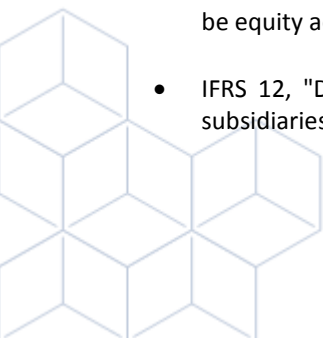 be equity a
• IFRS 12, "D
subsidiaries